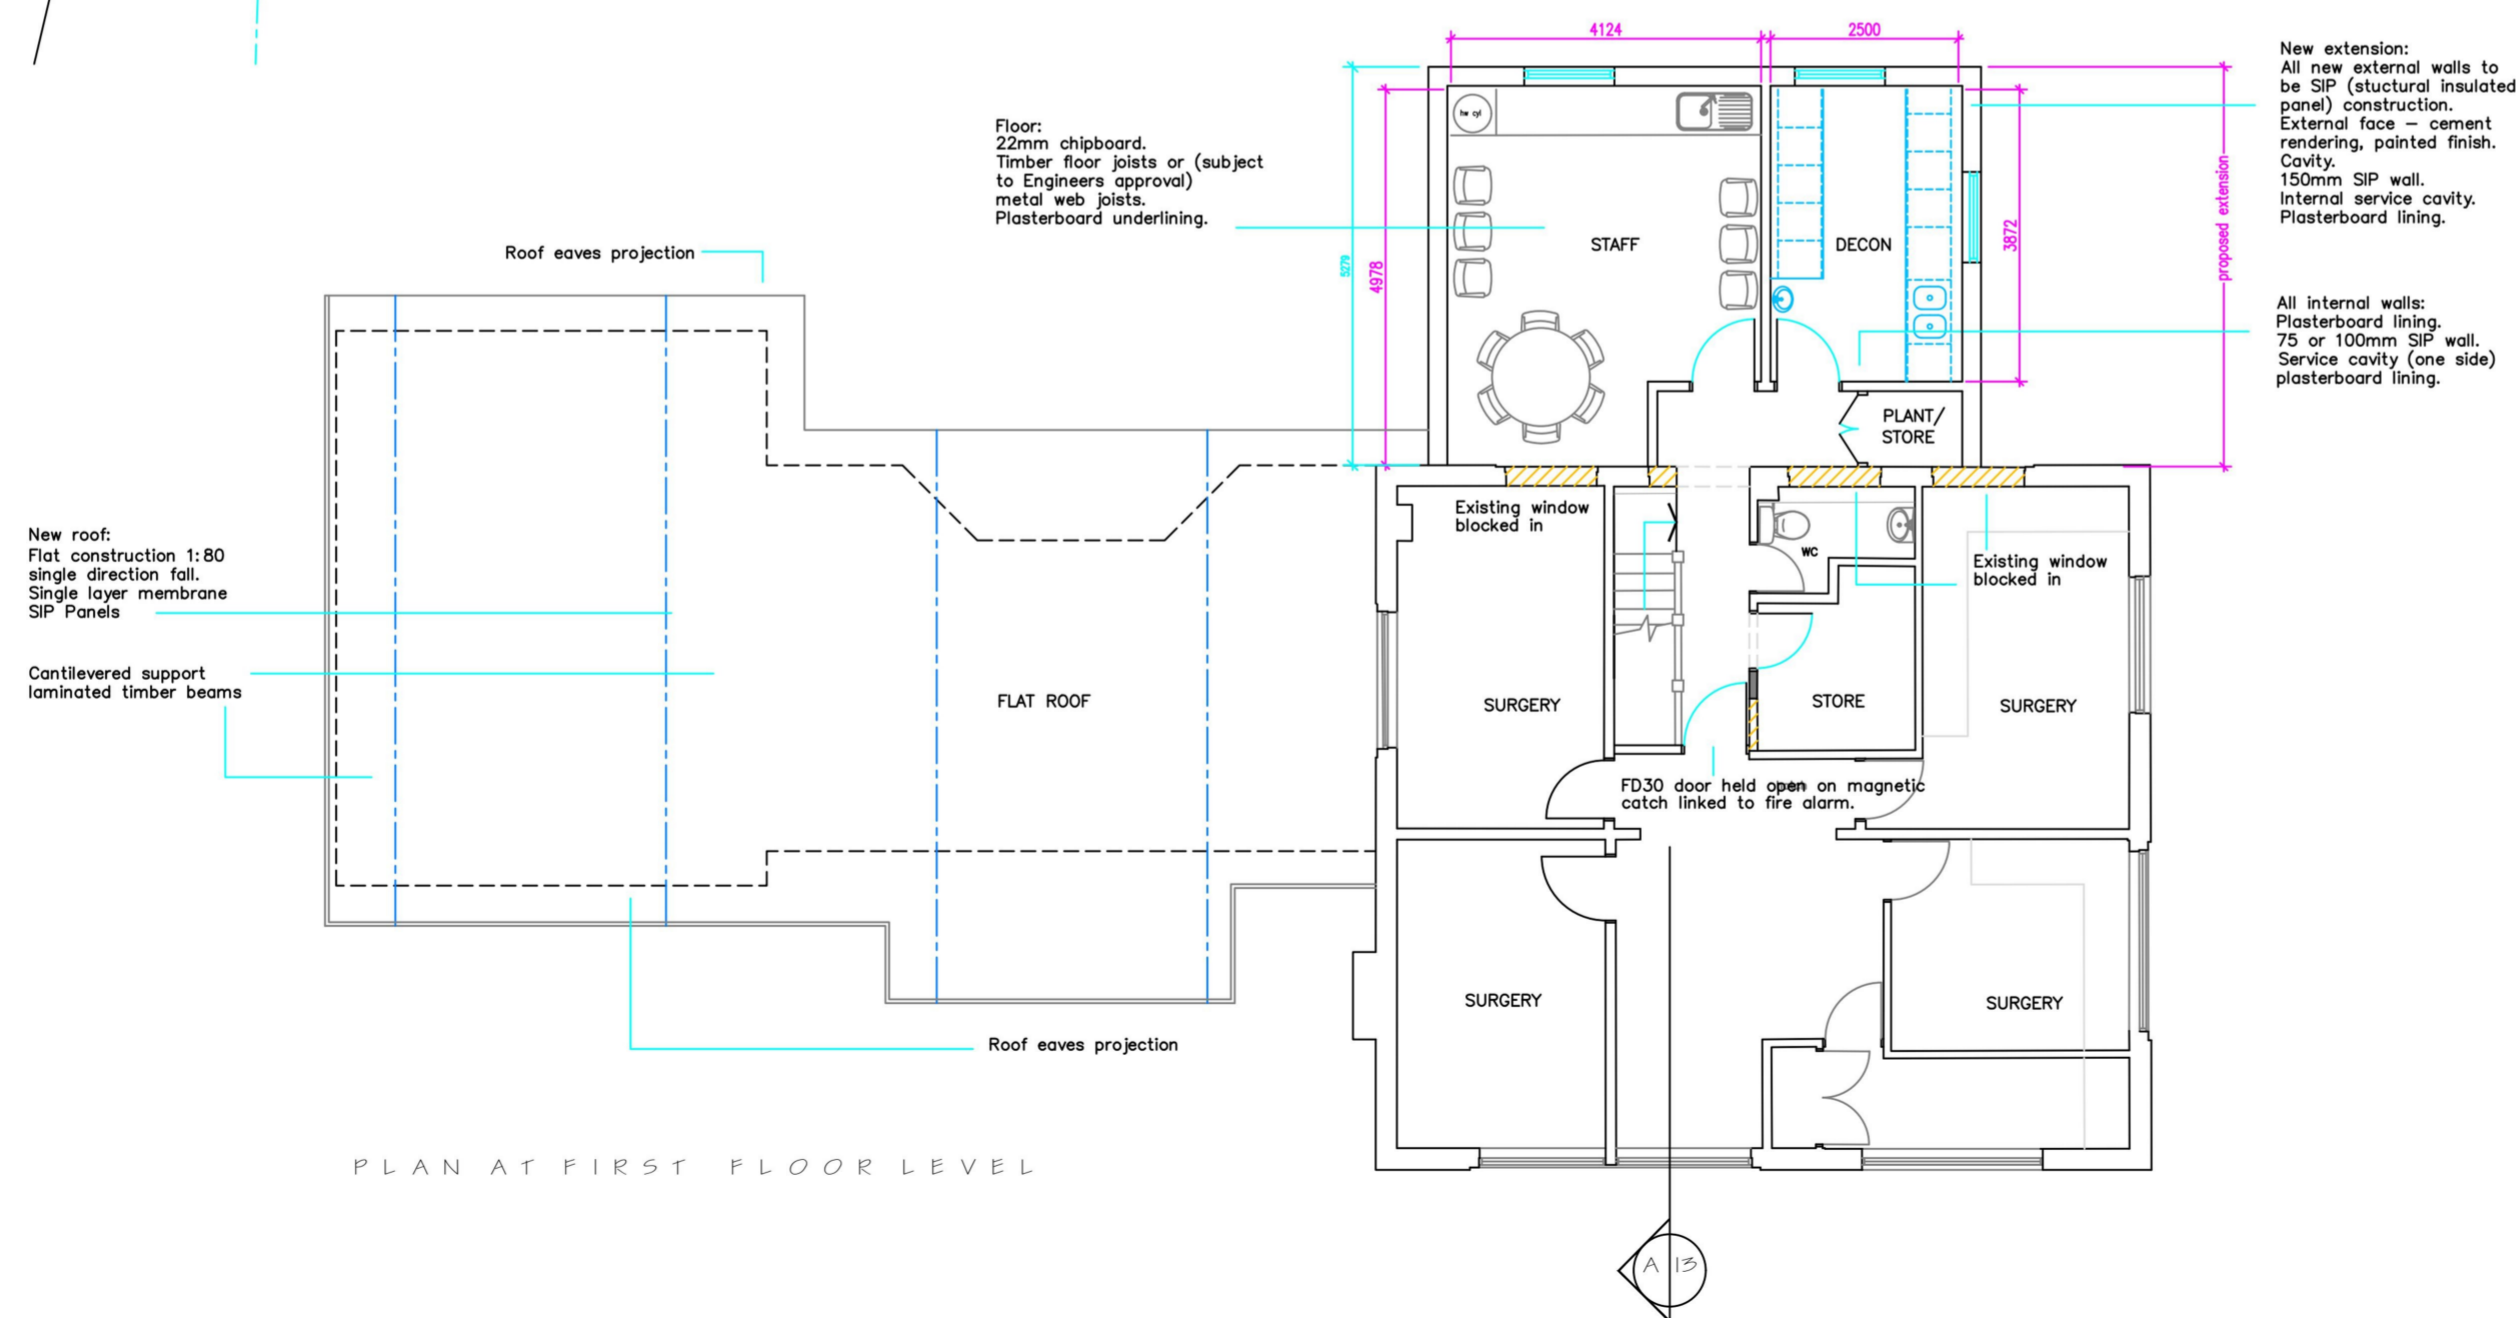 4124
2500
New extension:
All new external walls to
be SIP (stuctural insulated
panel) construction.
External face – cement
rendering, painted finish.
Cavity.
150mm SIP wall.
Internal service cavity.
Plasterboard lining.
Floor:
22mm chipboard.
Timber floor joists or (subject
to Engineers approval)
metal web joists.
Plasterboard underlining.
hw cyl
STAFF
DECON
5279
4978
3872
proposed extension
Roof eaves projection
All internal walls:
Plasterboard lining.
75 or 100mm SIP wall.
Service cavity (one side)
plasterboard lining.
PLANT/
STORE
Existing window
blocked in
WC
Existing window
blocked in
New roof:
Flat construction 1:80
single direction fall.
Single layer membrane
SIP Panels
Cantilevered support
laminated timber beams
FLAT ROOF
SURGERY
STORE
SURGERY
FD30 door held open on magnetic
catch linked to fire alarm.
SURGERY
SURGERY
Roof eaves projection
PLAN AT FIRST FLOOR LEVEL
A 13